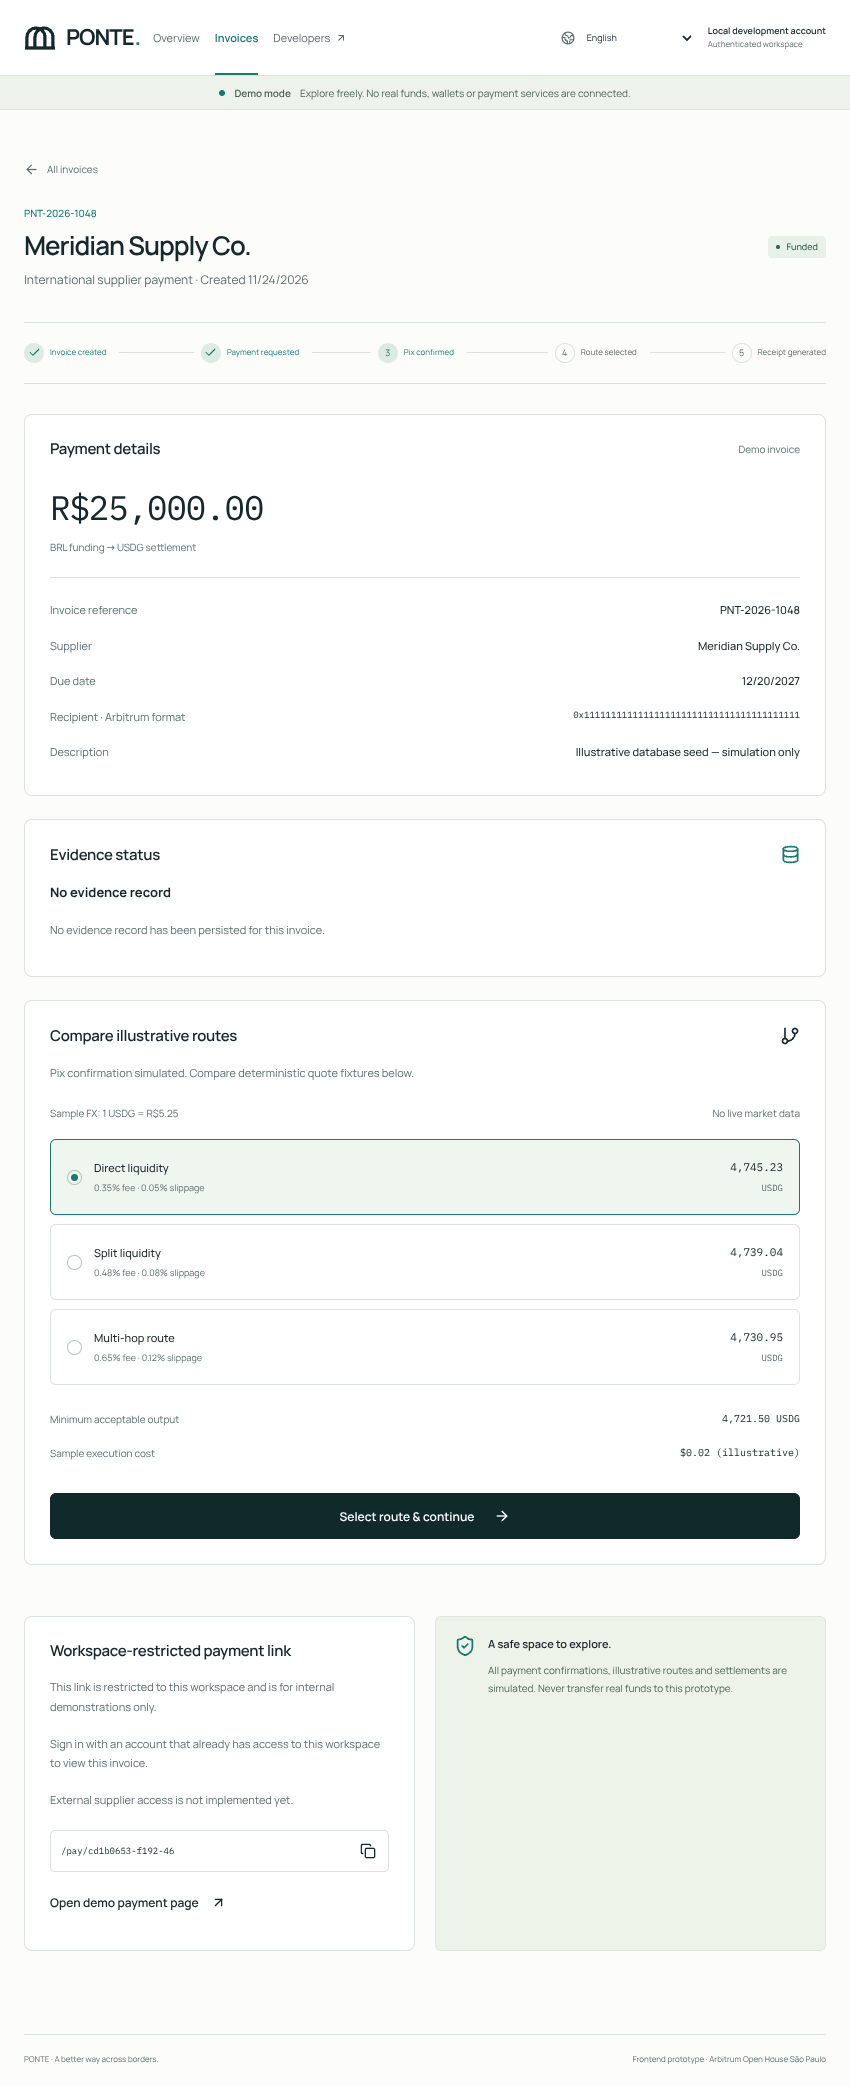 PONTE.
Overview
Invoices
Developers
English
Local development account
Authenticated workspace
Demo mode Explore freely. No real funds, wallets or payment services are connected.
All invoices
PNT-2026-1048
Meridian Supply Co.
Funded
International supplier payment · Created 11/24/2026
Invoice created
Payment requested
3 Pix confirmed
4 Route selected
5 Receipt generated
Payment details
Demo invoice
R$25,000.00
BRL funding → USDG settlement
Invoice reference PNT-2026-1048
Supplier Meridian Supply Co.
Due date 12/20/2027
Recipient · Arbitrum format 0x1111111111111111111111111111111111111111
Description Illustrative database seed — simulation only
Evidence status
No evidence record
No evidence record has been persisted for this invoice.
Compare illustrative routes
Pix confirmation simulated. Compare deterministic quote fixtures below.
Sample FX: 1 USDG = R$5.25 No live market data
Direct liquidity 4,745.23
0.35% fee · 0.05% slippage USDG
Split liquidity 4,739.04
0.48% fee · 0.08% slippage USDG
Multi-hop route 4,730.95
0.65% fee · 0.12% slippage USDG
Minimum acceptable output 4,721.50 USDG
Sample execution cost $0.02 (illustrative)
Select route & continue
Workspace-restricted payment link
This link is restricted to this workspace and is for internal
demonstrations only.
Sign in with an account that already has access to this workspace
to view this invoice.
External supplier access is not implemented yet.
/pay/cd1b0653-f192-46
Open demo payment page
A safe space to explore.
All payment confirmations, illustrative routes and settlements are
simulated. Never transfer real funds to this prototype.
PONTE · A better way across borders.
Frontend prototype · Arbitrum Open House São Paulo